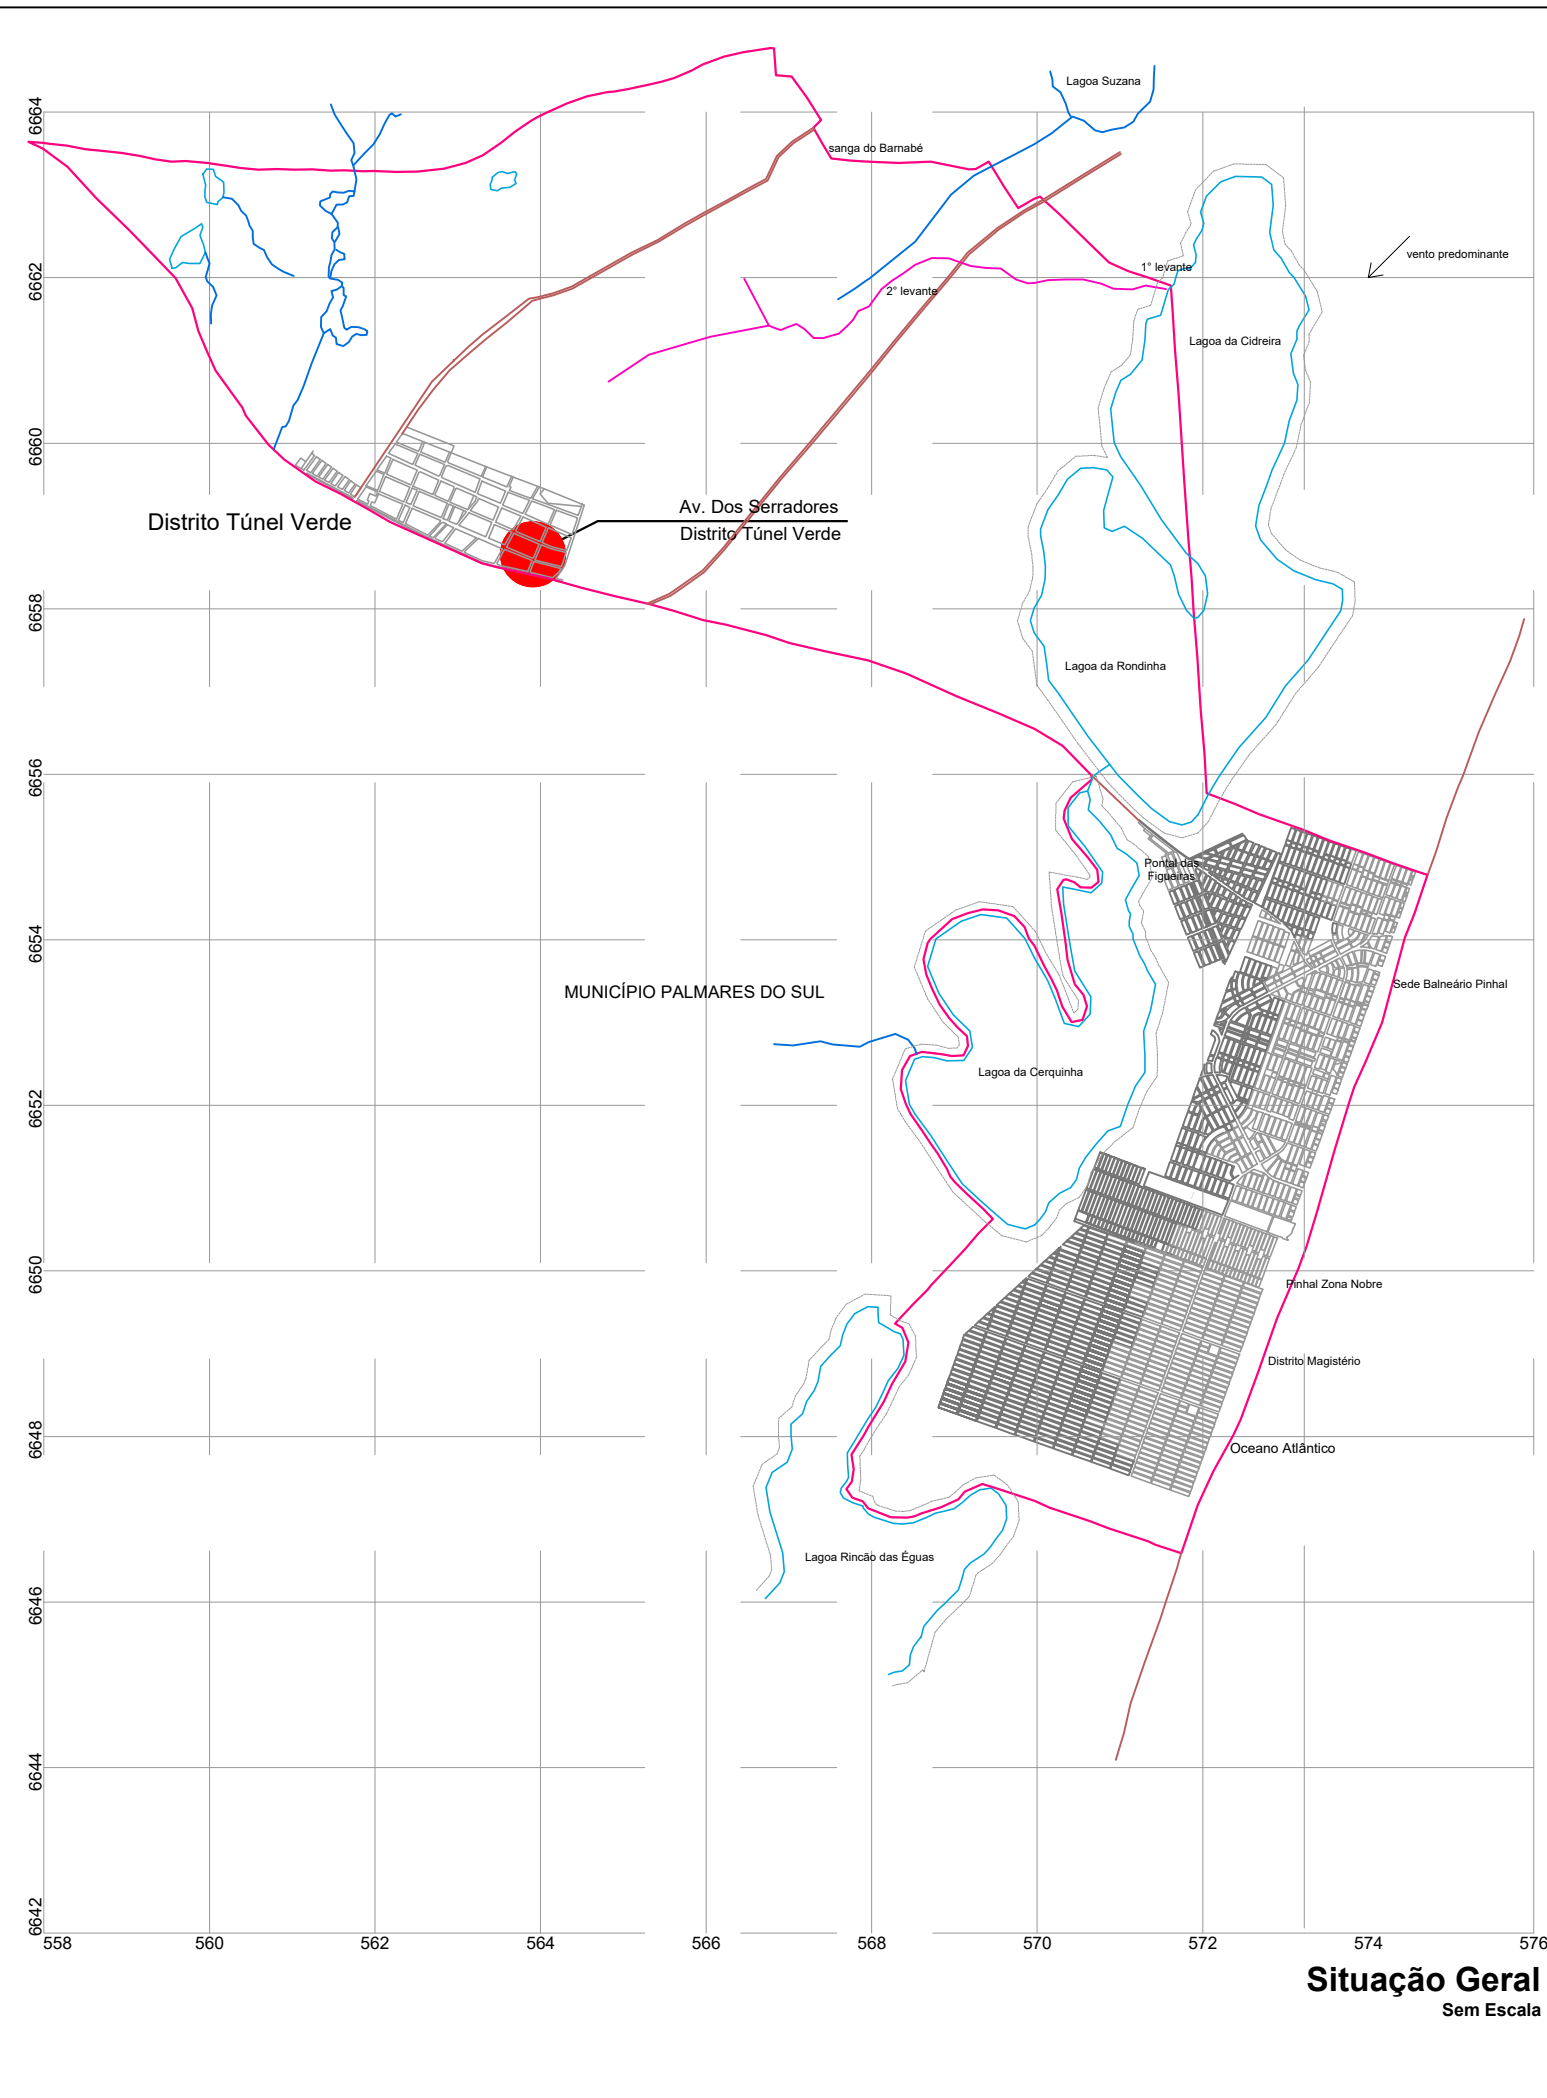 Lagoa Suzana
6664
sanga do Barnabé
vento predominante
1° levante
6662
2° levante
Lagoa da Cidreira
6660
Av. Dos Serradores
Distrito Túnel Verde
Distrito Túnel Verde
6658
Lagoa da Rondinha
6656
Pontal das
Figueiras
6654
Sede Balneário Pinhal
MUNICÍPIO PALMARES DO SUL
Lagoa da Cerquinha
6652
6650
Pinhal Zona Nobre
Distrito Magistério
6648
Oceano Atlântico
Lagoa Rincão das Éguas
6646
6644
6642
558 560 562 564 566 568 570 572 574 576
Situação Geral
Sem Escala